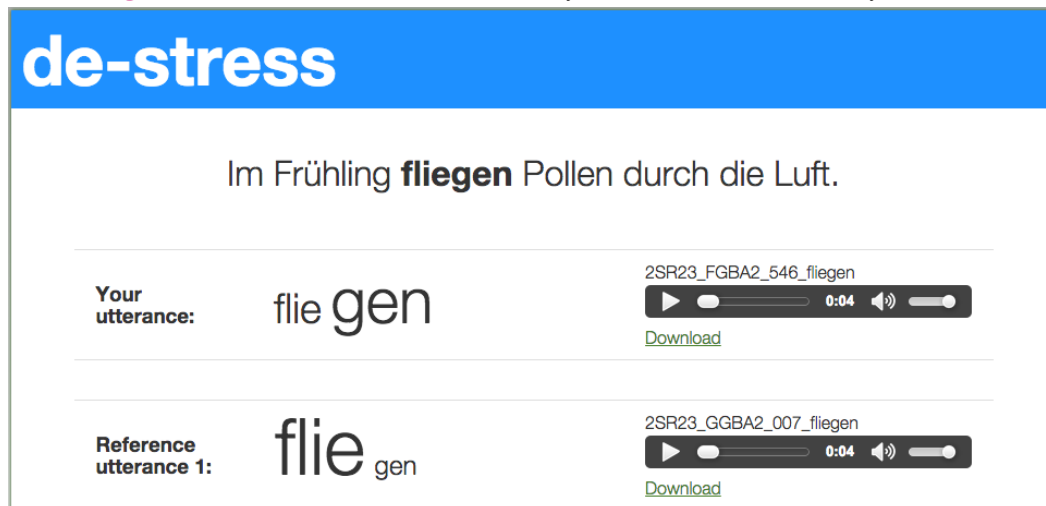 de-stress
Im Frühling fliegen Pollen durch die Luft.
Your
utterance:
flie gen
2SR23_FGBA2_546_fliegen
0:04
Download
Reference
utterance 1:
flie gen
2SR23_GGBA2_007_fliegen
0:04
Download